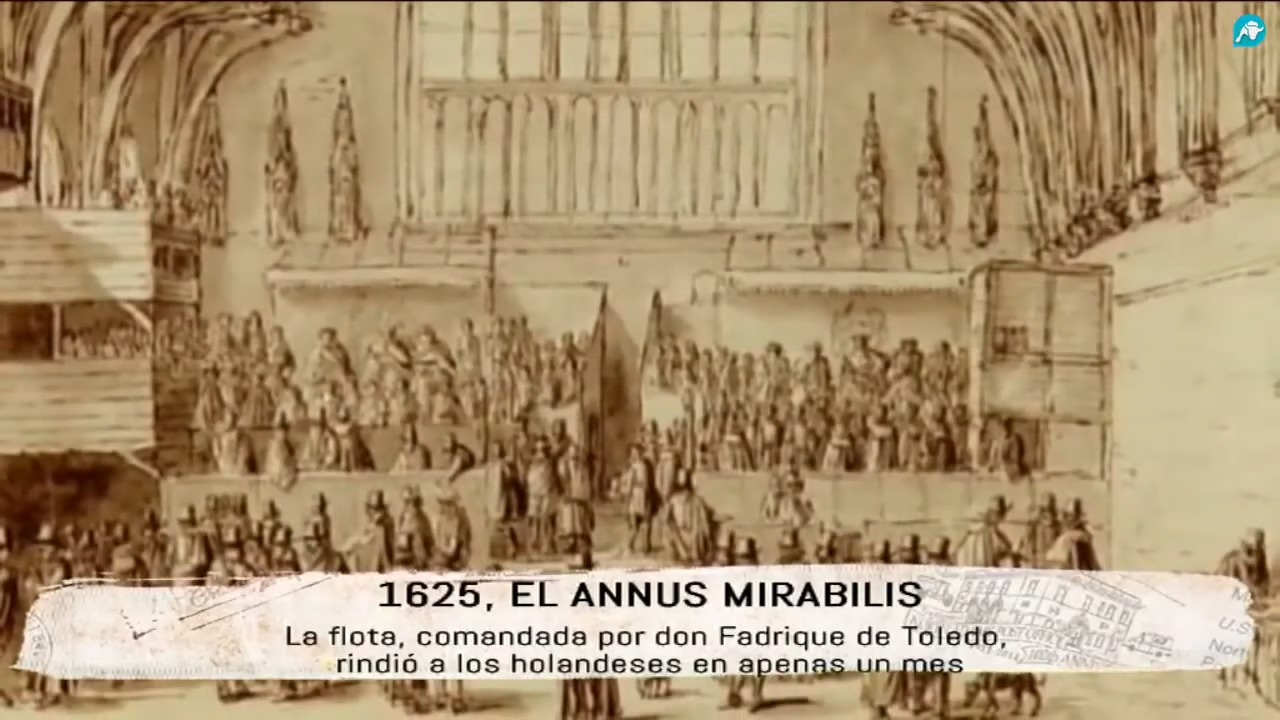 1625, EL ANNUS MIRABILIS
La flota, comandada por don Fadrique de Toledo,
rindió a los holandeses en apenas un mes
U.S